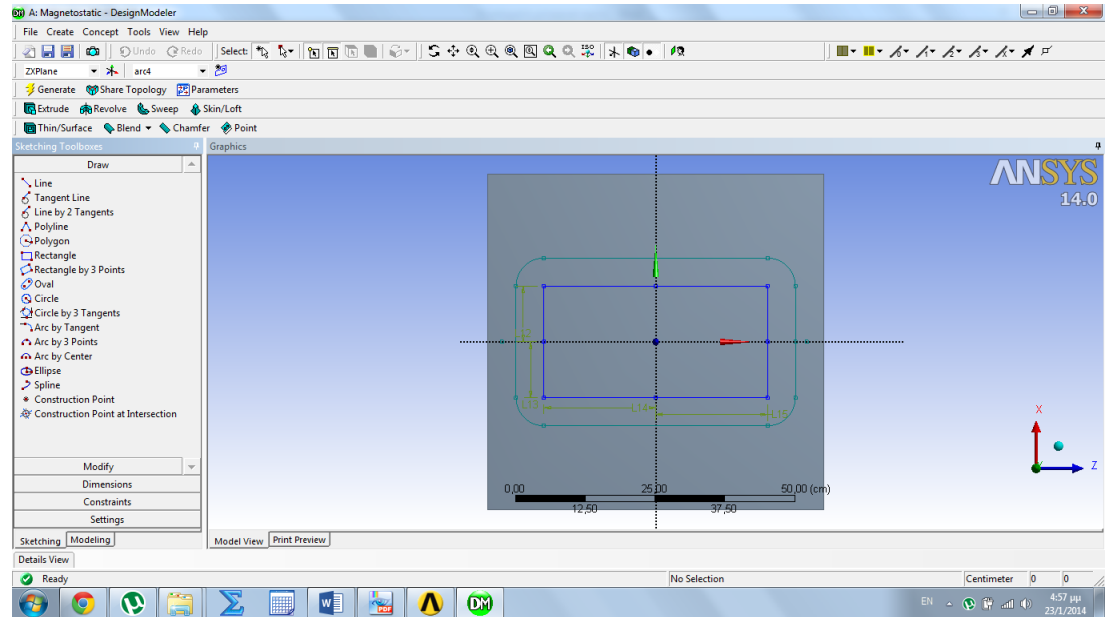 A: Magnetostatic - DesignModeler
File Create Concept Tools View Help
Undo Redo Select:
ZXPlane arc4
Generate Share Topology Parameters
Extrude Revolve Sweep Skin/Loft
Thin/Surface Blend Chamfer Point
Sketching Toolboxes
Draw
Line
Tangent Line
Line by 2 Tangents
Polyline
Polygon
Rectangle
Rectangle by 3 Points
Oval
Circle
Circle by 3 Tangents
Arc by Tangent
Arc by 3 Points
Arc by Center
Ellipse
Spline
Construction Point
Construction Point at Intersection
Modify
Dimensions
Constraints
Settings
Sketching Modeling
Graphics
ANSYS
14.0
L13 L14 L15
X
Z
0,00 25,00 50,00 (cm)
12,50 37,50
Model View Print Preview
Details View
Ready No Selection Centimeter 0 0
EN 4:57 μμ
23/1/2014